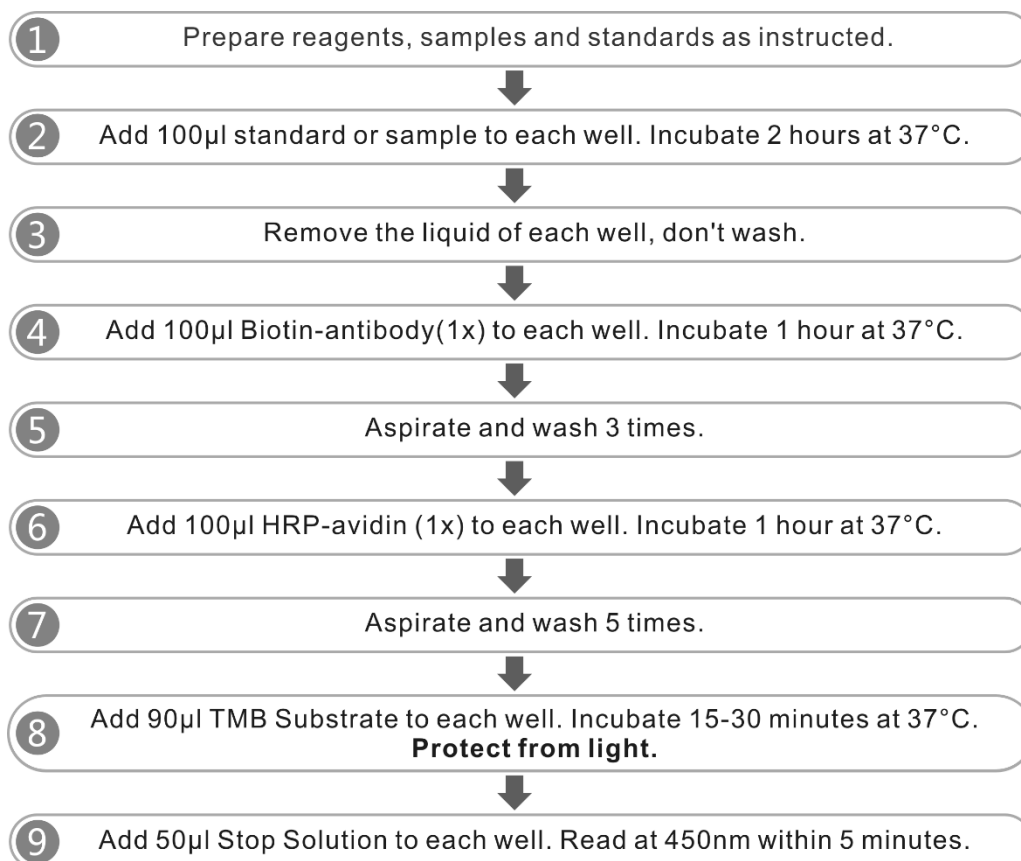 1 Prepare reagents, samples and standards as instructed.
2 Add 100μl standard or sample to each well. Incubate 2 hours at 37°C.
3 Remove the liquid of each well, don't wash.
4 Add 100μl Biotin-antibody(1x) to each well. Incubate 1 hour at 37°C.
5 Aspirate and wash 3 times.
6 Add 100μl HRP-avidin (1x) to each well. Incubate 1 hour at 37°C.
7 Aspirate and wash 5 times.
8 Add 90μl TMB Substrate to each well. Incubate 15-30 minutes at 37°C.
Protect from light.
9 Add 50μl Stop Solution to each well. Read at 450nm within 5 minutes.